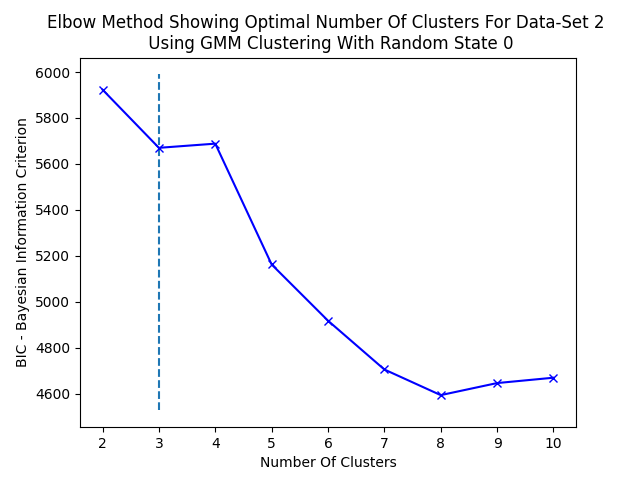 Elbow Method Showing Optimal Number Of Clusters For Data-Set 2
Using GMM Clustering With Random State 0
BIC - Bayesian Information Criterion
6000
5800
5600
5400
5200
5000
4800
4600
2 3 4 5 6 7 8 9 10
Number Of Clusters